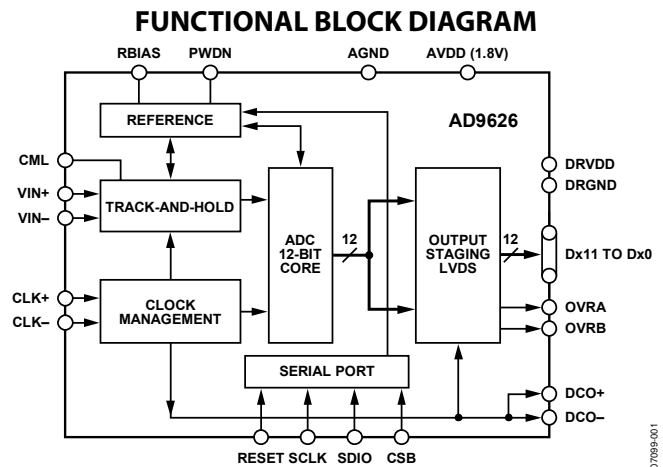 FUNCTIONAL BLOCK DIAGRAM
RBIAS PWDN AGND AVDD (1.8V)
REFERENCE
AD9626
CML
DRVDD
VIN+
DRGND
VIN–
TRACK-AND-HOLD
ADC
12-BIT
CORE
12
OUTPUT
STAGING
LVDS
12
Dx11 TO Dx0
CLK+
CLK–
CLOCK
MANAGEMENT
OVRA
OVRB
SERIAL PORT
DCO+
DCO–
RESET SCLK SDIO CSB
07099-001